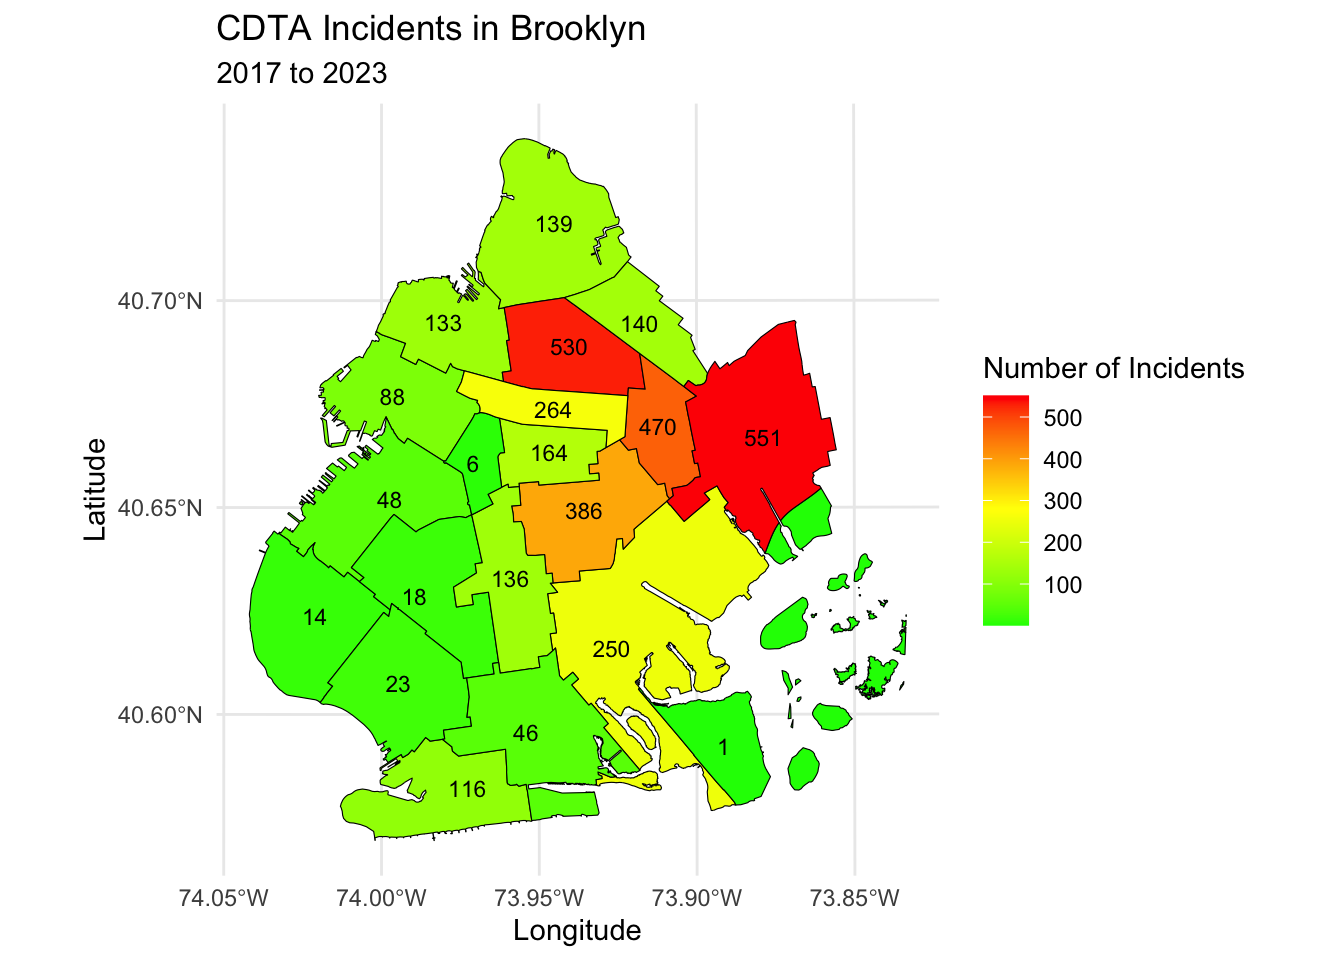 CDTA Incidents in Brooklyn
2017 to 2023
139
133
140
530
88
264
470
551
164
6
48
386
136
18
14
250
23
46
1
116
40.70°N
40.65°N
40.60°N
Latitude
74.05°W 74.00°W 73.95°W 73.90°W 73.85°W
Longitude
Number of Incidents
500
400
300
200
100